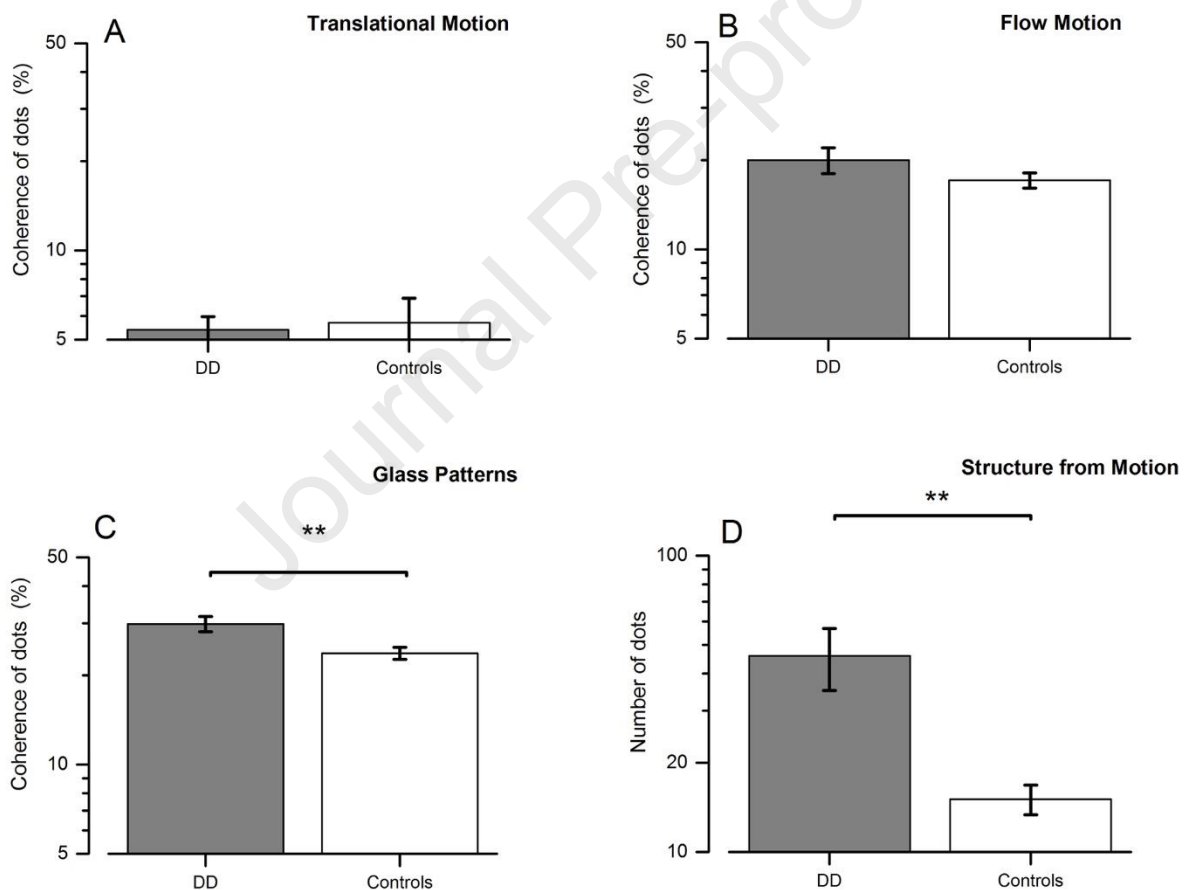 A
Translational Motion
Coherence of dots (%)
50
10
5
DD
Controls
B
Flow Motion
Coherence of dots (%)
50
10
5
DD
Controls
Journal Pre-pro
C
Glass Patterns
**
Coherence of dots (%)
50
10
5
DD
Controls
D
Structure from Motion
**
Number of dots
100
20
10
DD
Controls